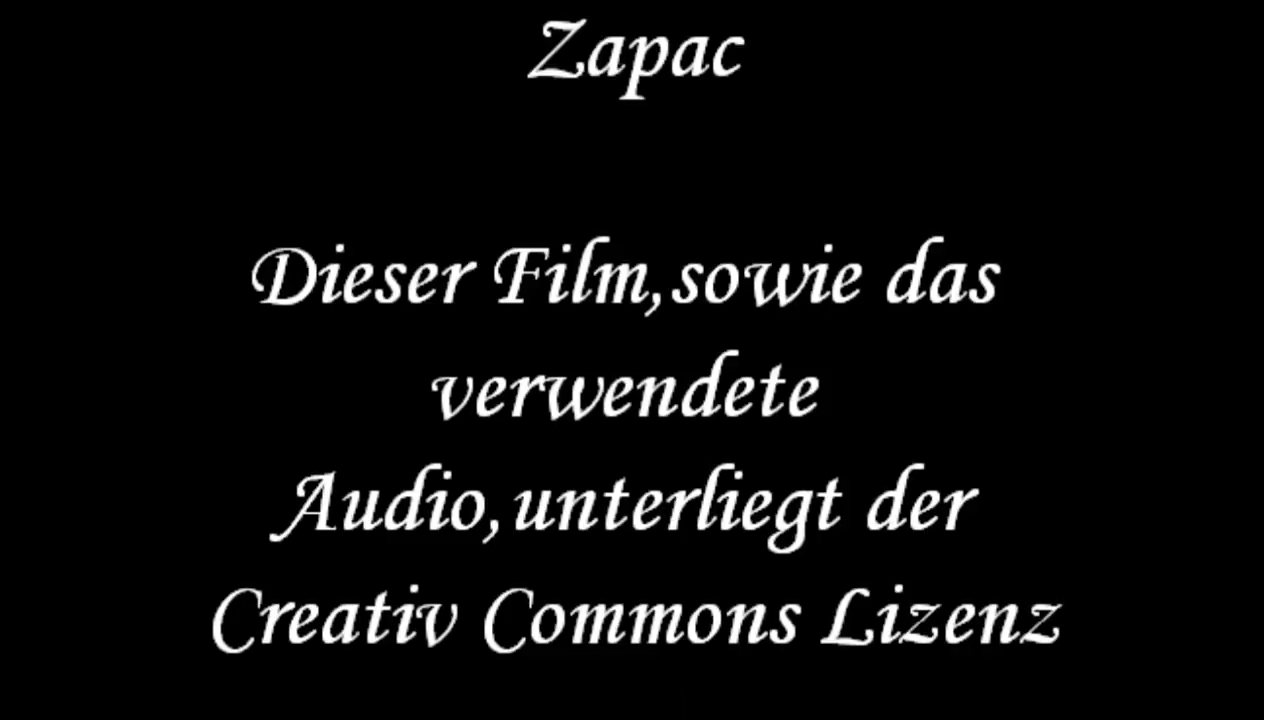 Zapac
Dieser Film,sowie das
verwendete
Audio,unterliegt der
Creativ Commons Lizenz